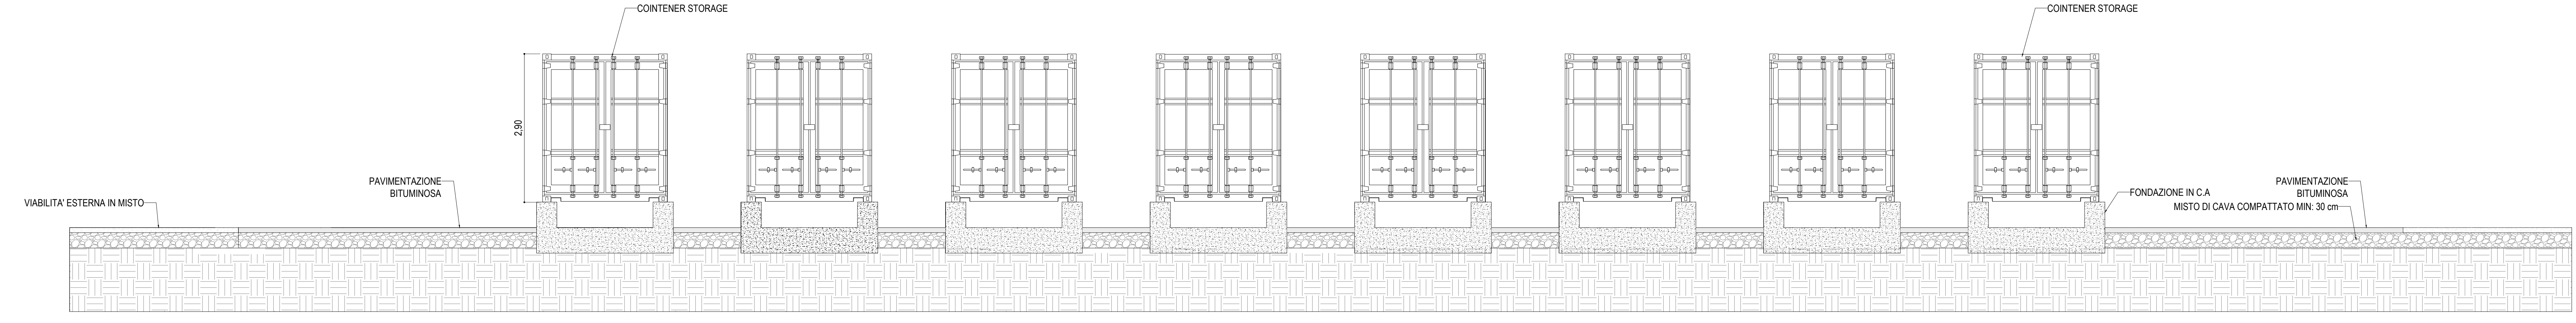 COINTENER STORAGE
COINTENER STORAGE
2,90
PAVIMENTAZIONE
BITUMINOSA
VIABILITA' ESTERNA IN MISTO
PAVIMENTAZIONE
BITUMINOSA
FONDAZIONE IN C.A
MISTO DI CAVA COMPATTATO MIN: 30 cm